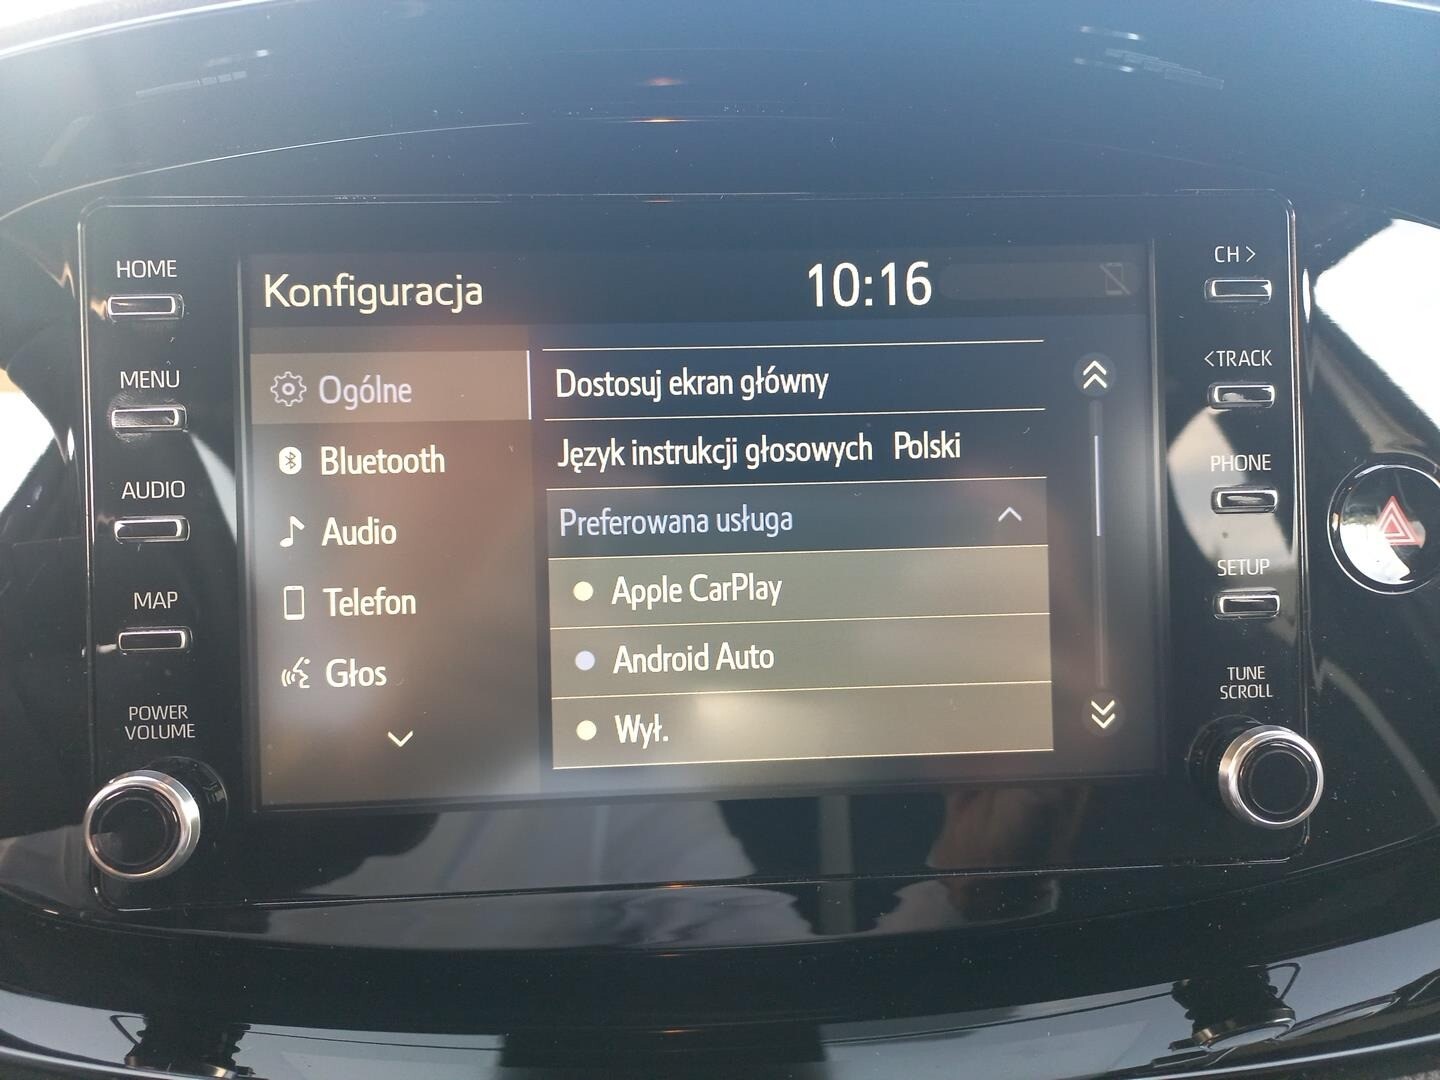 HOME
MENU
AUDIO
MAP
POWER
VOLUME
Konfiguracja
10:16
Ogólne
Bluetooth
Audio
Telefon
Głos
Dostosuj ekran główny
Język instrukcji głosowych Polski
Preferowana usługa
Apple CarPlay
Android Auto
Wył.
CH >
<TRACK
PHONE
SETUP
TUNE
SCROLL